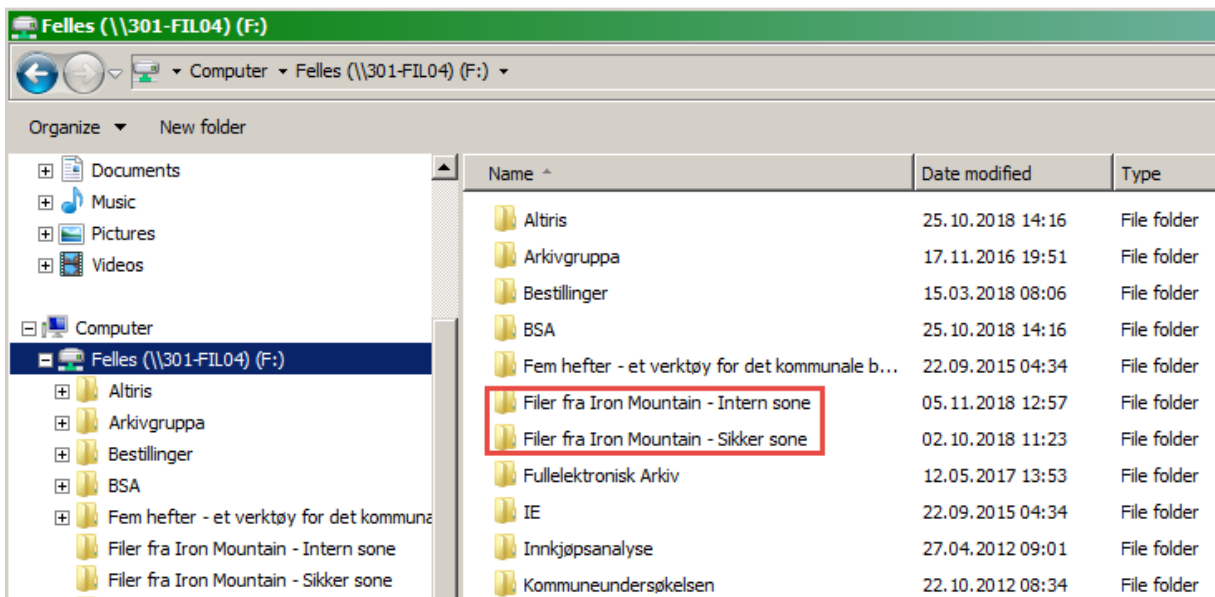 Felles (\\301-FIL04) (F:)
Computer Felles (\\301-FIL04) (F:)
Organize New folder
Documents
Music
Pictures
Videos
Computer
Felles (\\301-FIL04) (F:)
Altiris
Arkivgruppa
Bestillinger
BSA
Fem hefter - et verktøy for det kommuna
Filer fra Iron Mountain - Intern sone
Filer fra Iron Mountain - Sikker sone
Name Date modified Type
Altiris 25.10.2018 14:16 File folder
Arkivgruppa 17.11.2016 19:51 File folder
Bestillinger 15.03.2018 08:06 File folder
BSA 25.10.2018 14:16 File folder
Fem hefter - et verktøy for det kommunale b... 22.09.2015 04:34 File folder
Filer fra Iron Mountain - Intern sone 05.11.2018 12:57 File folder
Filer fra Iron Mountain - Sikker sone 02.10.2018 11:23 File folder
Fullelektronisk Arkiv 12.05.2017 13:53 File folder
IE 22.09.2015 04:34 File folder
Innkjøpsanalyse 27.04.2012 09:01 File folder
Kommuneundersøkelsen 22.10.2012 08:34 File folder